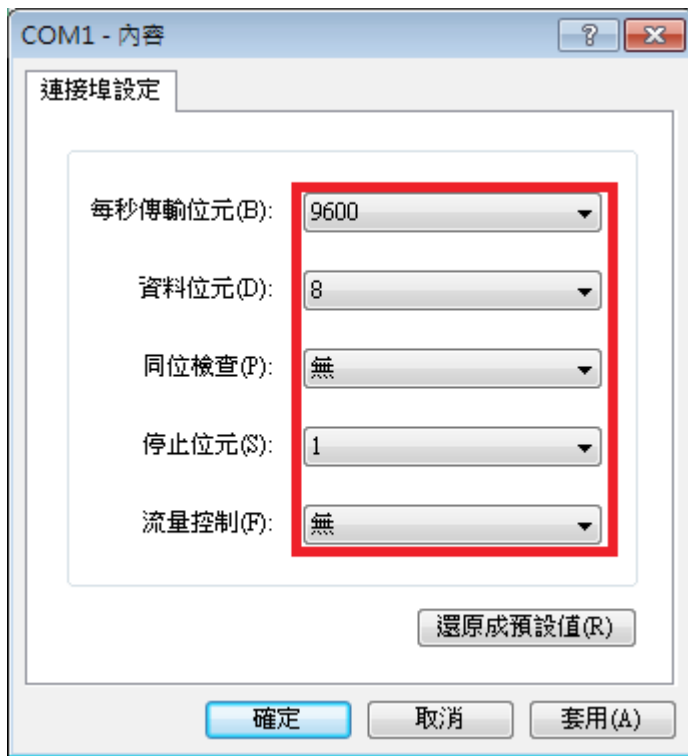 COM1 - 內容
連接埠設定
每秒傳輸位元(B): 9600
資料位元(D): 8
同位檢查(P): 無
停止位元(S): 1
流量控制(F): 無
還原成預設值(R)
確定 取消 套用(A)